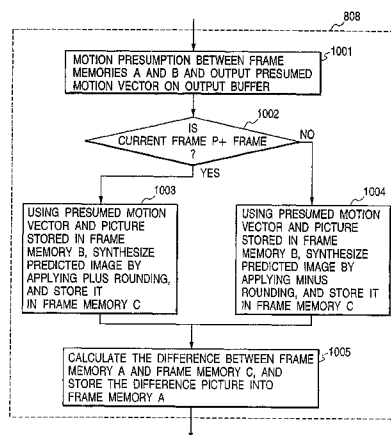 808
MOTION PRESUMPTION BETWEEN FRAME
MEMORIES A AND B AND OUTPUT PRESUMED
MOTION VECTOR ON OUTPUT BUFFER
1001
1002
IS
CURRENT FRAME P+ FRAME
?
NO
YES
1003
USING PRESUMED MOTION
VECTOR AND PICTURE
STORED IN FRAME
MEMORY B, SYNTHESIZE
PREDICTED IMAGE BY
APPLYING PLUS ROUNDING,
AND STORE IT
IN FRAME MEMORY C
1004
USING PRESUMED MOTION
VECTOR AND PICTURE
STORED IN FRAME
MEMORY B, SYNTHESIZE
PREDICTED IMAGE BY
APPLYING MINUS
ROUNDING, AND STORE IT
IN FRAME MEMORY C
1005
CALCULATE THE DIFFERENCE BETWEEN FRAME
MEMORY A AND FRAME MEMORY C, AND
STORE THE DIFFERENCE PICTURE INTO
FRAME MEMORY A